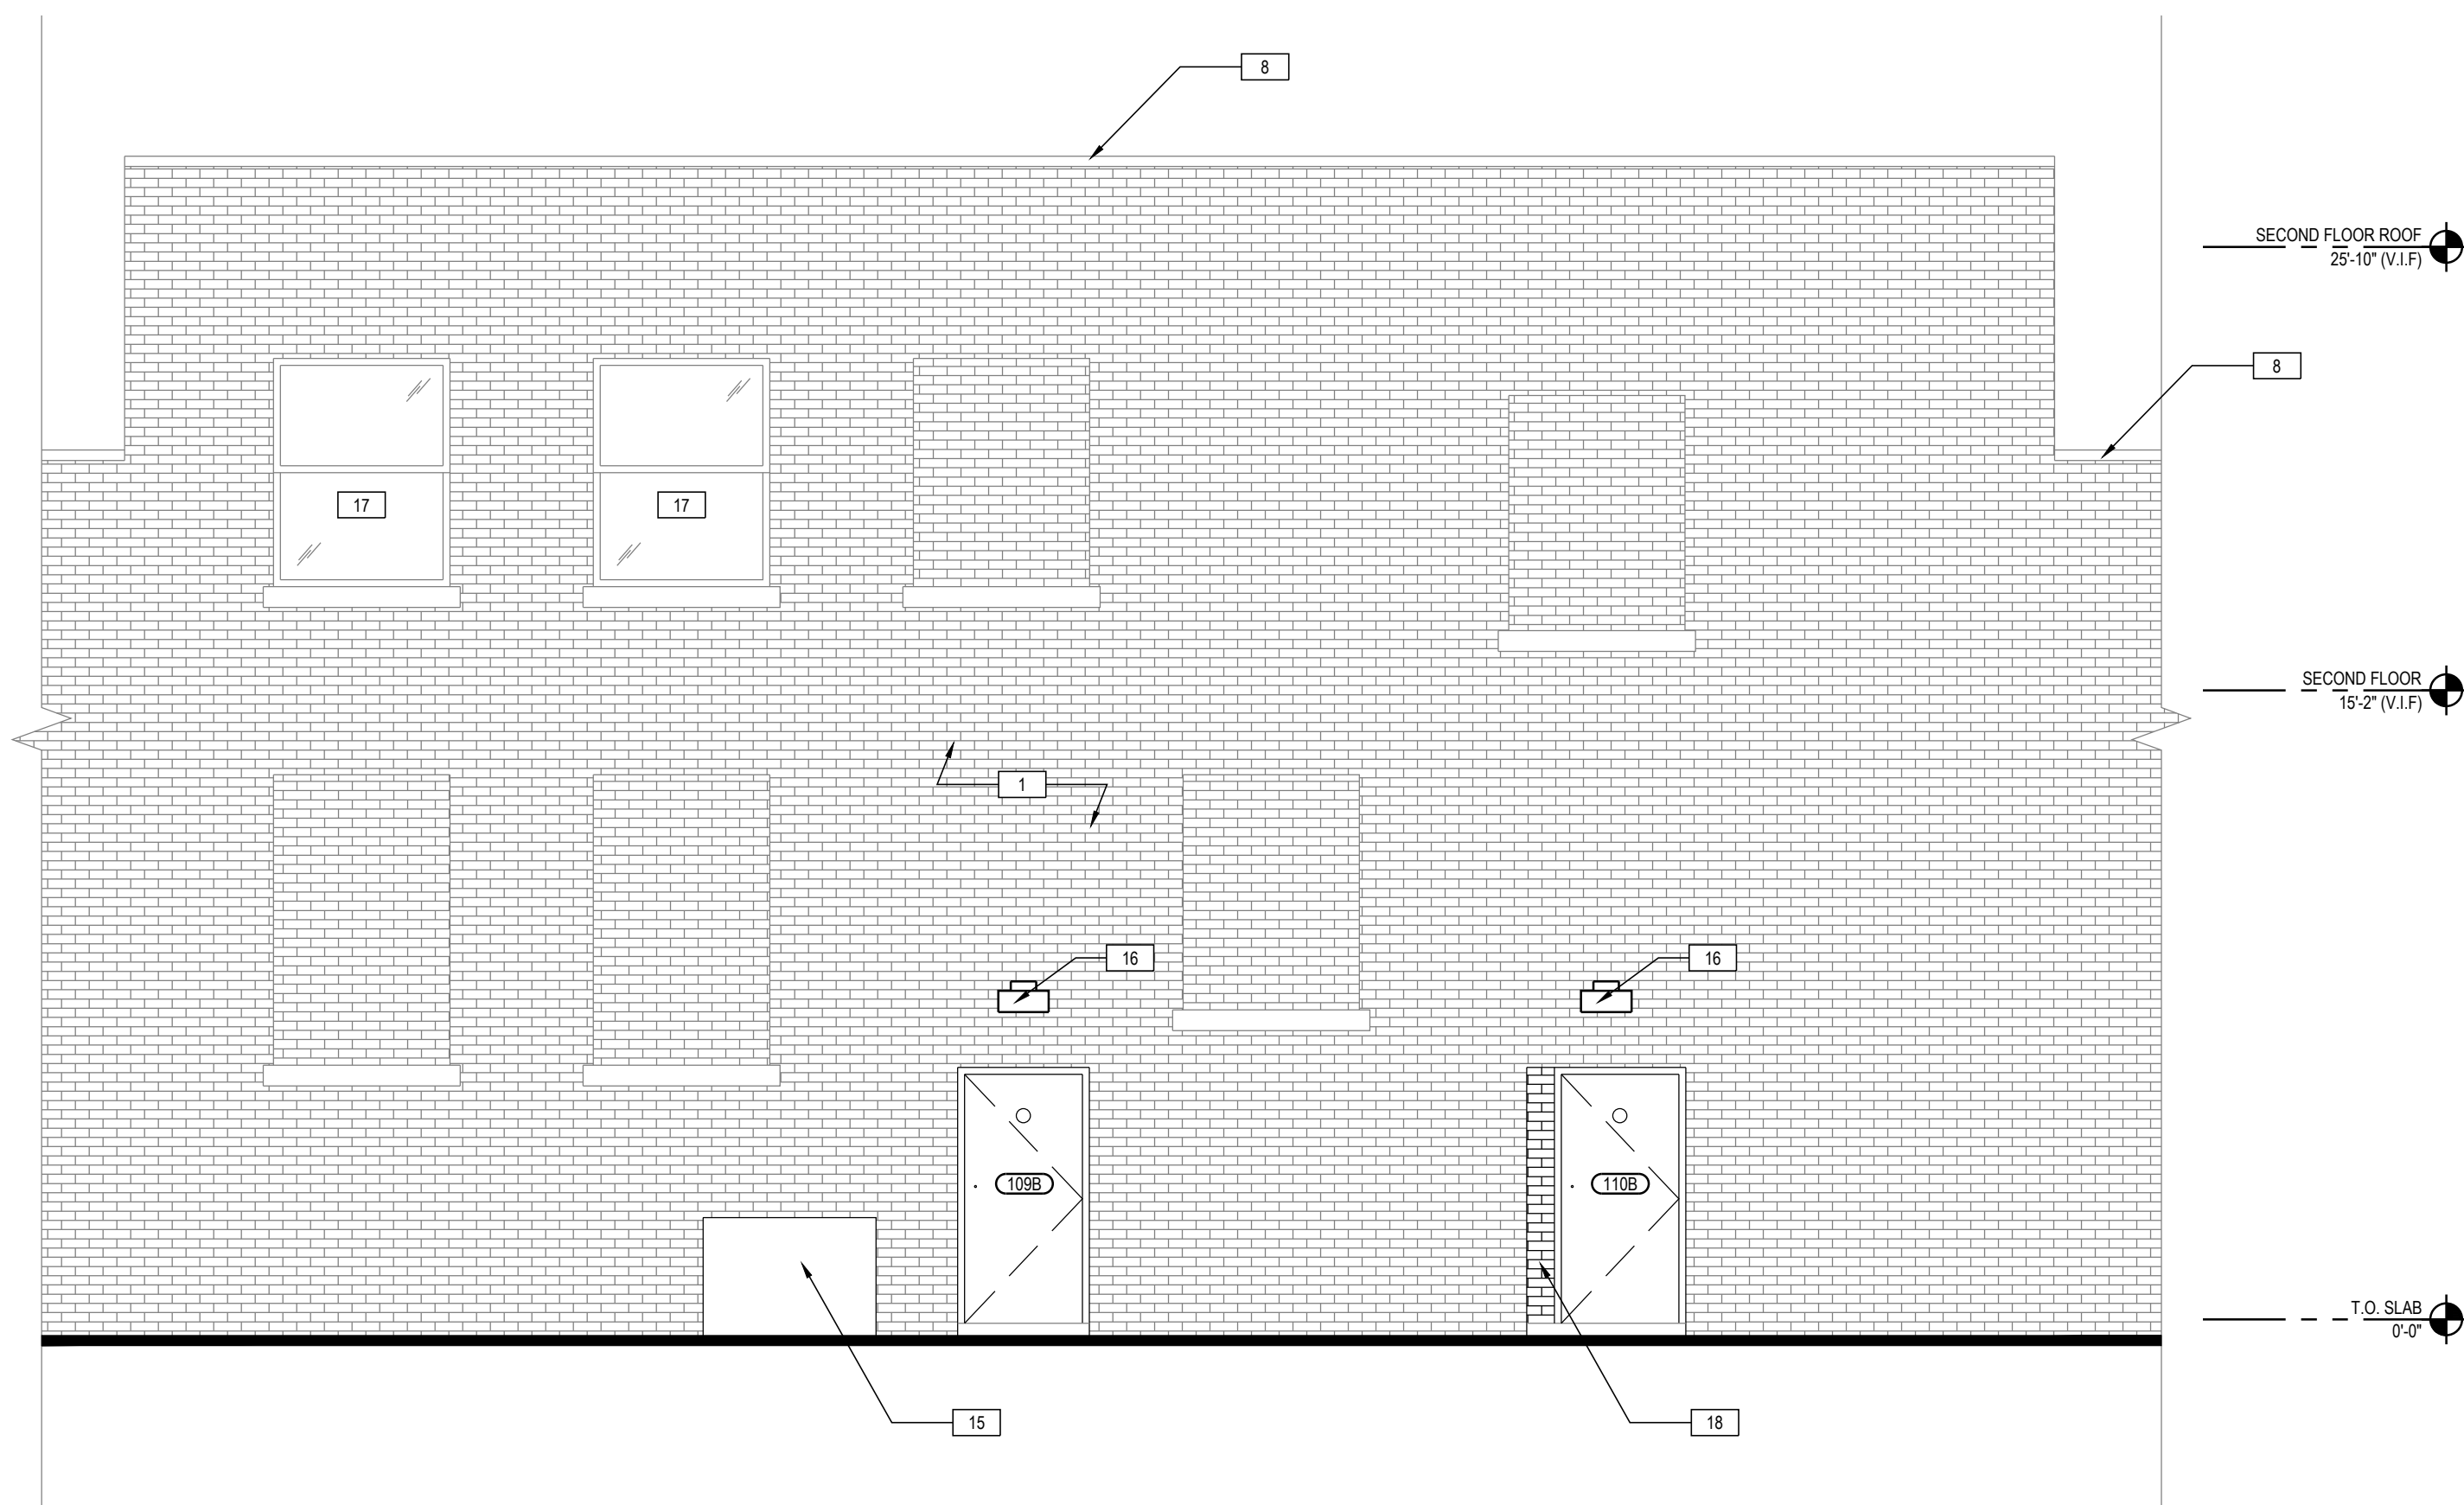 8
SECOND FLOOR ROOF
25'-10" (V.I.F)
8
17
17
SECOND FLOOR
15'-2" (V.I.F)
1
16
16
109B
110B
T.O. SLAB
0'-0"
15
18